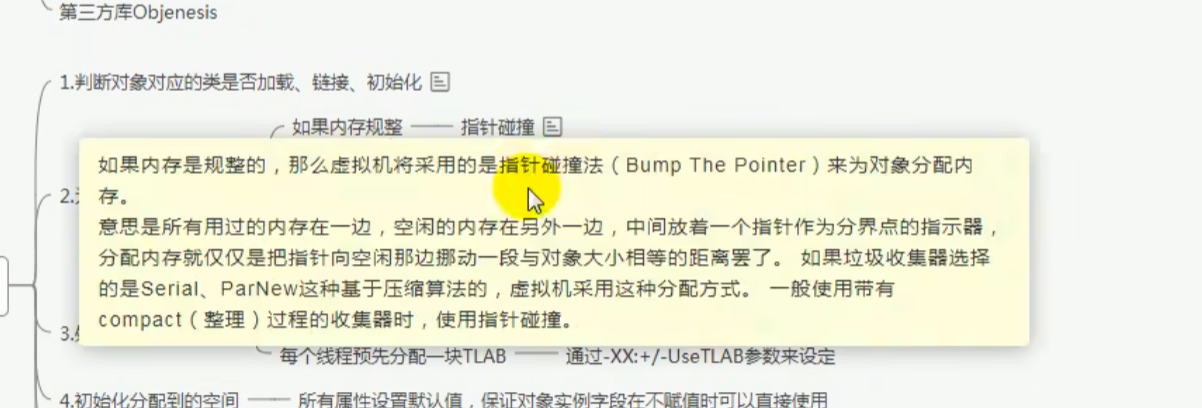 第三方库Objenesis
1.判断对象对应的类是否加载、链接、初始化
如果内存规整 指针碰撞
如果内存是规整的，那么虚拟机将采用的是指针碰撞法（Bump The Pointer）来为对象分配内
存。
2.
意思是所有用过的内存在一边，空闲的内存在另外一边，中间放着一个指针作为分界点的指示器，
分配内存就仅仅是把指针向空闲那边挪动一段与对象大小相等的距离罢了。 如果垃圾收集器选择
的是Serial、ParNew这种基于压缩算法的，虚拟机采用这种分配方式。 一般使用带有
compact（整理）过程的收集器时，使用指针碰撞。
3.
每个线程预先分配一块TLAB 通过-XX:+/-UseTLAB参数来设定
4.初始化分配到的空间 所有属性设置默认值，保证对象实例字段在不赋值时可以直接使用